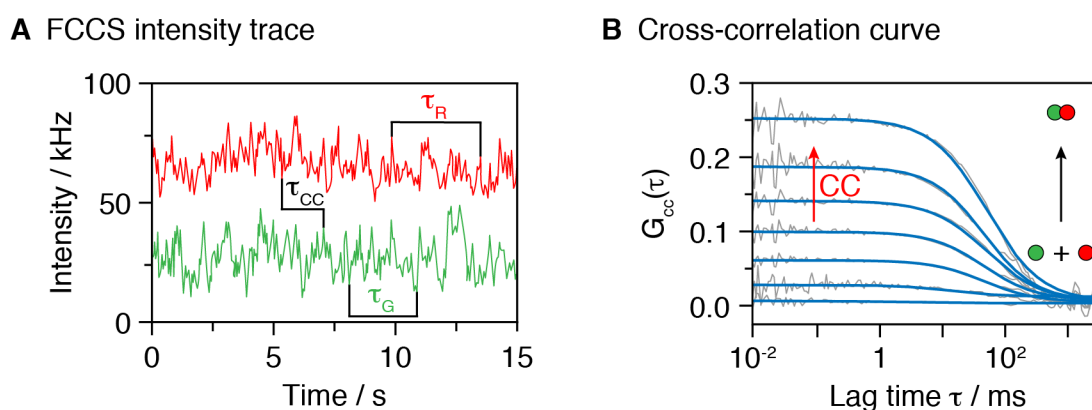 A FCCS intensity trace
Intensity / kHz
100
50
0
τR
τCC
τG
0 5 10 15
Time / s
B Cross-correlation curve
Gcc(τ)
0.3
0.2
0.1
0.0
CC
+
10-2 1 102
Lag time τ / ms